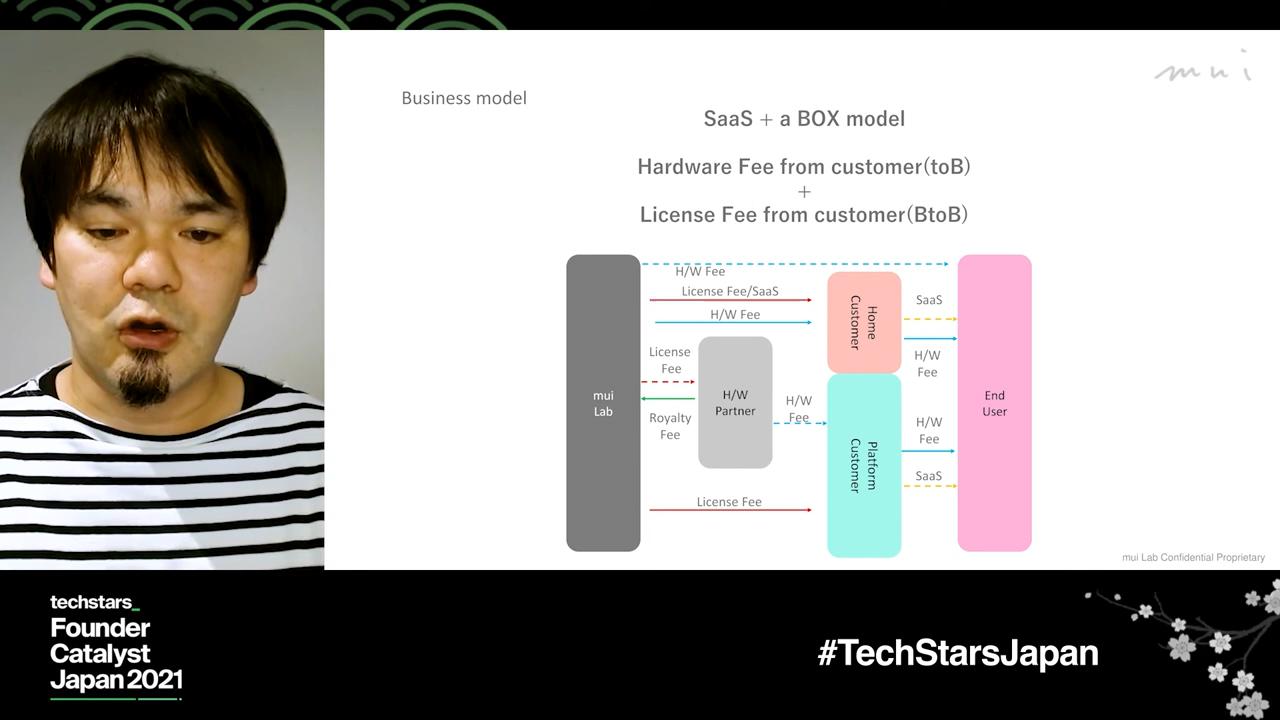 mui
Business model
SaaS + a BOX model
Hardware Fee from customer(toB)
+
License Fee from customer(BtoB)
H/W Fee
License Fee/SaaS
H/W Fee
License
Fee
Royalty
Fee
mui
Lab
H/W
Partner
H/W
Fee
License Fee
Home
Customer
Platform
Customer
SaaS
H/W
Fee
H/W
Fee
SaaS
End
User
mui Lab Confidential Proprietary
techstars_
Founder
Catalyst
Japan 2021
#TechStarsJapan